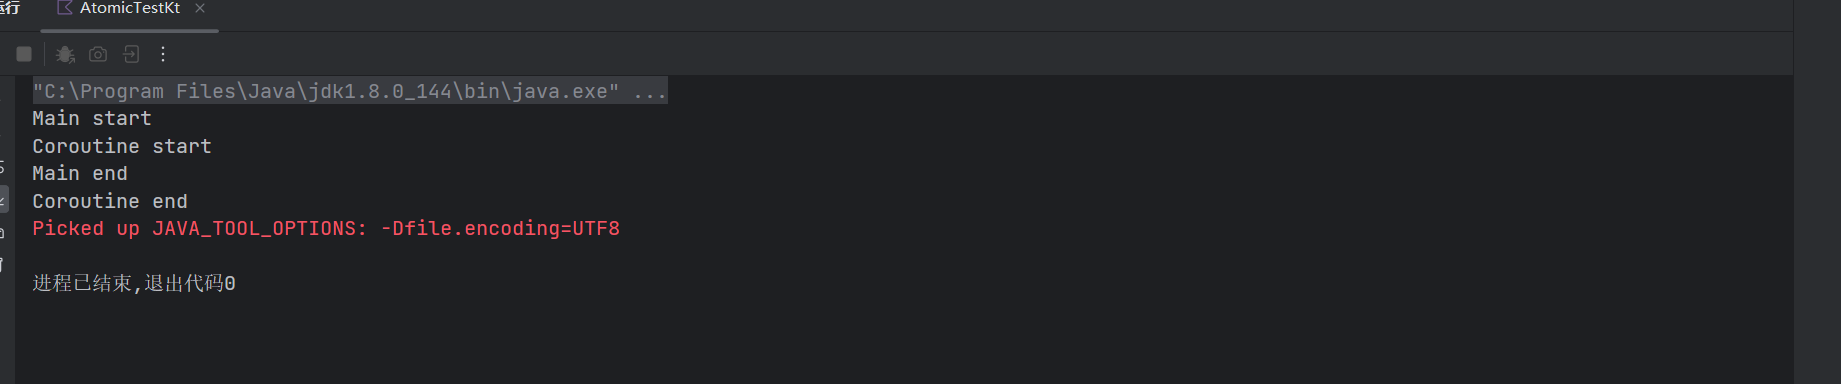 运行
AtomicTestKt
"C:\Program Files\Java\jdk1.8.0_144\bin\java.exe" ...
Main start
Coroutine start
Main end
Coroutine end
Picked up JAVA_TOOL_OPTIONS: -Dfile.encoding=UTF8
进程已结束,退出代码0